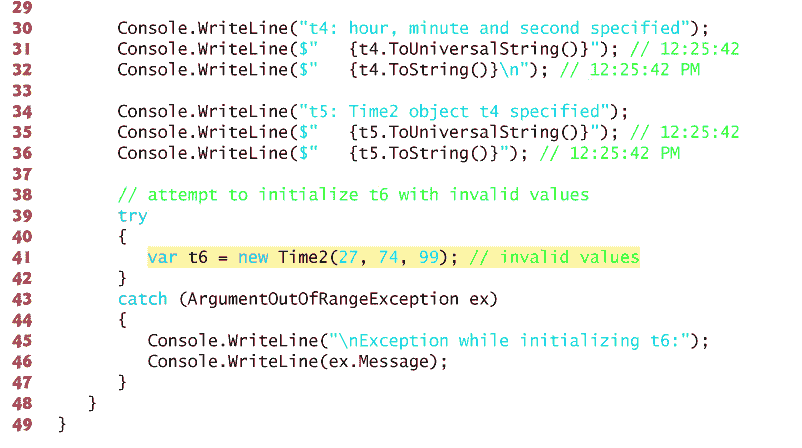 29
30 Console.WriteLine("t4: hour, minute and second specified");
31 Console.WriteLine($"   {t4.ToUniversalString()}"); // 12:25:42
32 Console.WriteLine($"   {t4.ToString()}\n"); // 12:25:42 PM
33
34 Console.WriteLine("t5: Time2 object t4 specified");
35 Console.WriteLine($"   {t5.ToUniversalString()}"); // 12:25:42
36 Console.WriteLine($"   {t5.ToString()}"); // 12:25:42 PM
37
38 // attempt to initialize t6 with invalid values
39 try
40 {
41 var t6 = new Time2(27, 74, 99); // invalid values
42 }
43 catch (ArgumentOutOfRangeException ex)
44 {
45 Console.WriteLine("\nException while initializing t6:");
46 Console.WriteLine(ex.Message);
47 }
48 }
49 }